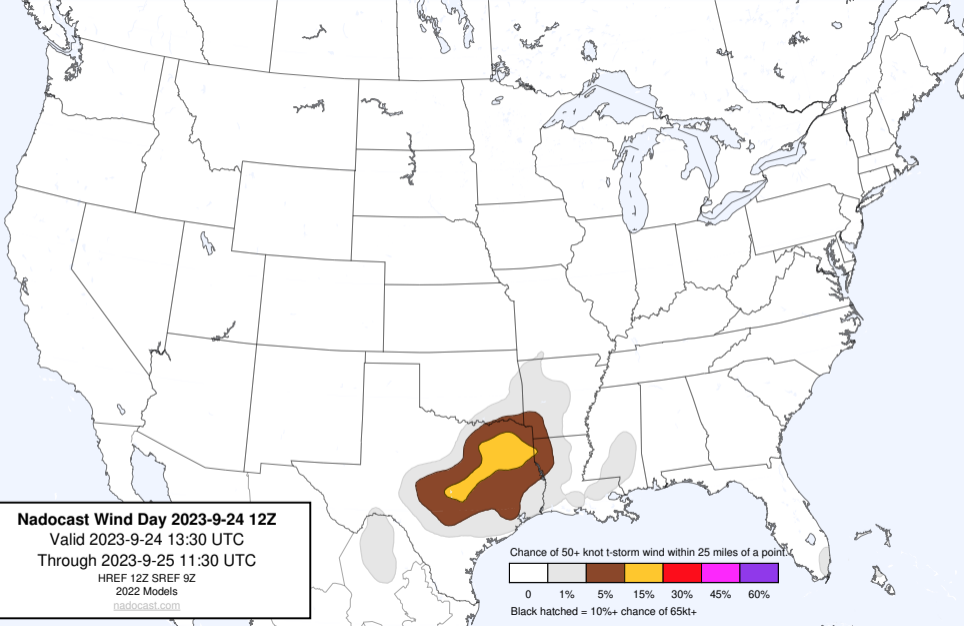 Nadocast Wind Day 2023-9-24 12Z
Valid 2023-9-24 13:30 UTC
Through 2023-9-25 11:30 UTC
HREF 12Z SREF 9Z
2022 Models
nadocast.com
Chance of 50+ knot t-storm wind within 25 miles of a point.
0 1% 5% 15% 30% 45% 60%
Black hatched = 10%+ chance of 65kt+